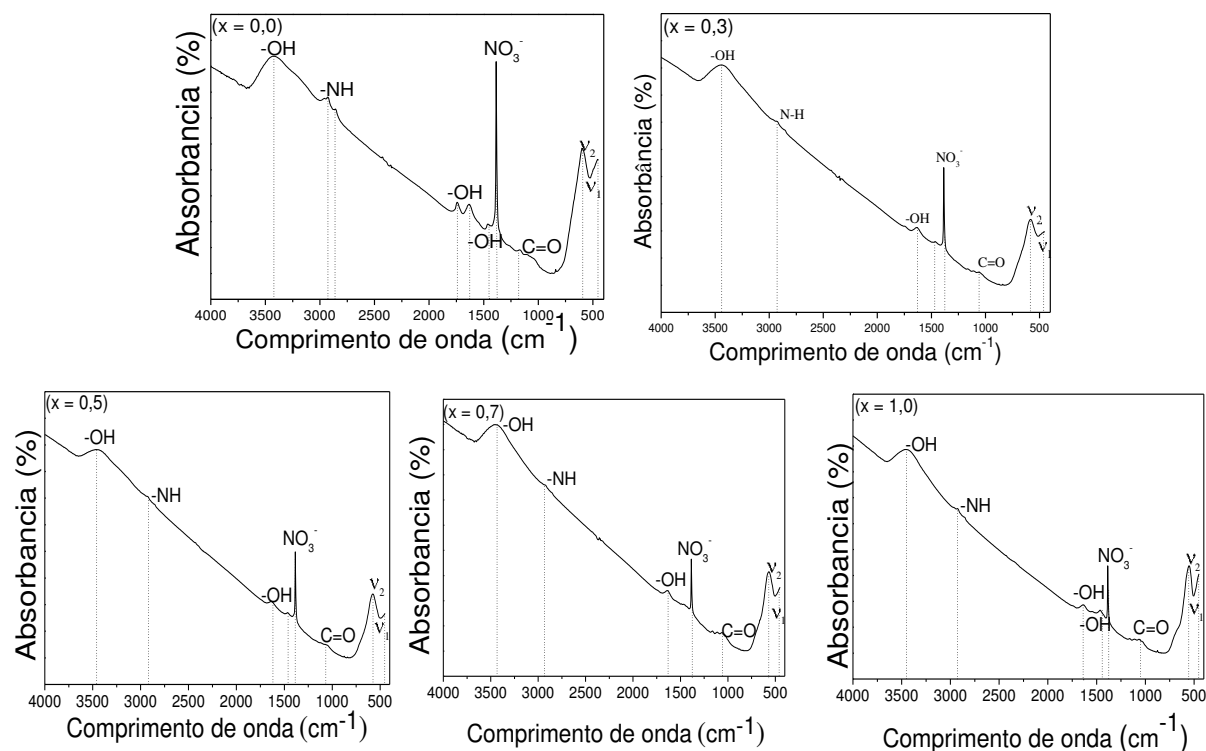 (x = 0,0)
-OH
-NH
-OH
-OH
NO₃⁻
C=O
ν₂
ν₁
Absorbancia (%)
4000 3500 3000 2500 2000 1500 1000 500
Comprimento de onda (cm⁻¹)
(x = 0,3)
-OH
N-H
-OH
NO₃⁻
C=O
ν₂
ν₁
Absorbância (%)
4000 3500 3000 2500 2000 1500 1000 500
Comprimento de onda (cm⁻¹)
(x = 0,5)
-OH
-NH
-OH
NO₃⁻
C=O
ν₂
ν₁
Absorbancia (%)
4000 3500 3000 2500 2000 1500 1000 500
Comprimento de onda (cm⁻¹)
(x = 0,7)
-OH
-NH
-OH
NO₃⁻
C=O
ν₂
ν₁
Absorbancia (%)
4000 3500 3000 2500 2000 1500 1000 500
Comprimento de onda (cm⁻¹)
(x = 1,0)
-OH
-NH
-OH
-OH
NO₃⁻
C=O
ν₂
ν₁
Absorbancia (%)
4000 3500 3000 2500 2000 1500 1000 500
Comprimento de onda (cm⁻¹)